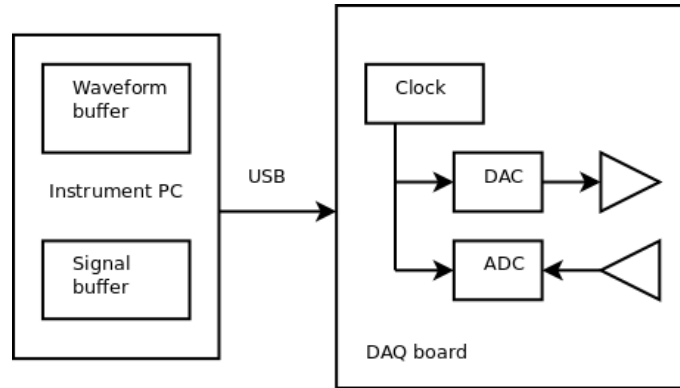 Waveform
buffer
Instrument PC
Signal
buffer
USB
Clock
DAC
ADC
DAQ board